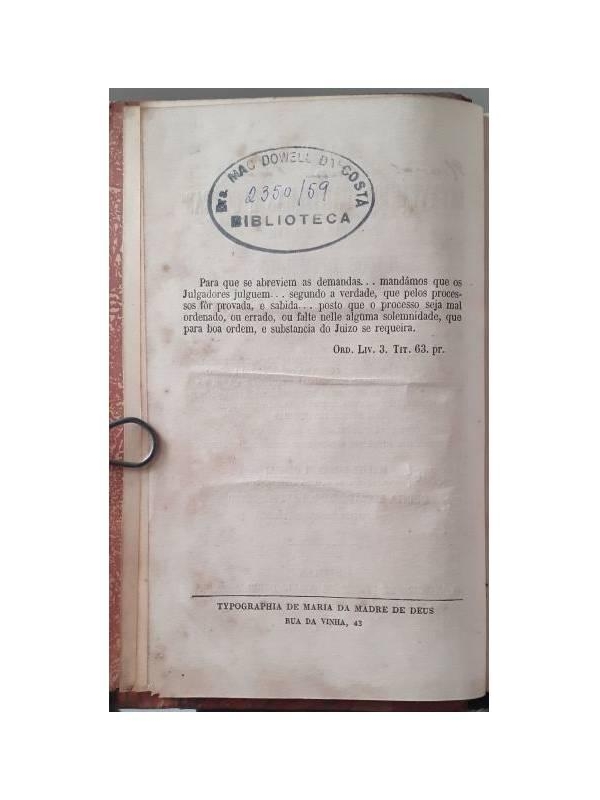 Dra. MAC DOWELL DA COSTA
2350/59
BIBLIOTECA
Para que se abreviem as demandas... mandámos que os
Julgadores julguem... segundo a verdade, que pelos proces-
sos fôr provada, e sabida... posto que o processo seja mal
ordenado, ou errado, ou falte nelle alguma solemnidade, que
para boa ordem, e substancia do Juizo se requeira.
ORD. LIV. 3. TIT. 63. pr.
TYPOGRAPHIA DE MARIA DA MADRE DE DEUS
RUA DA VINHA, 43